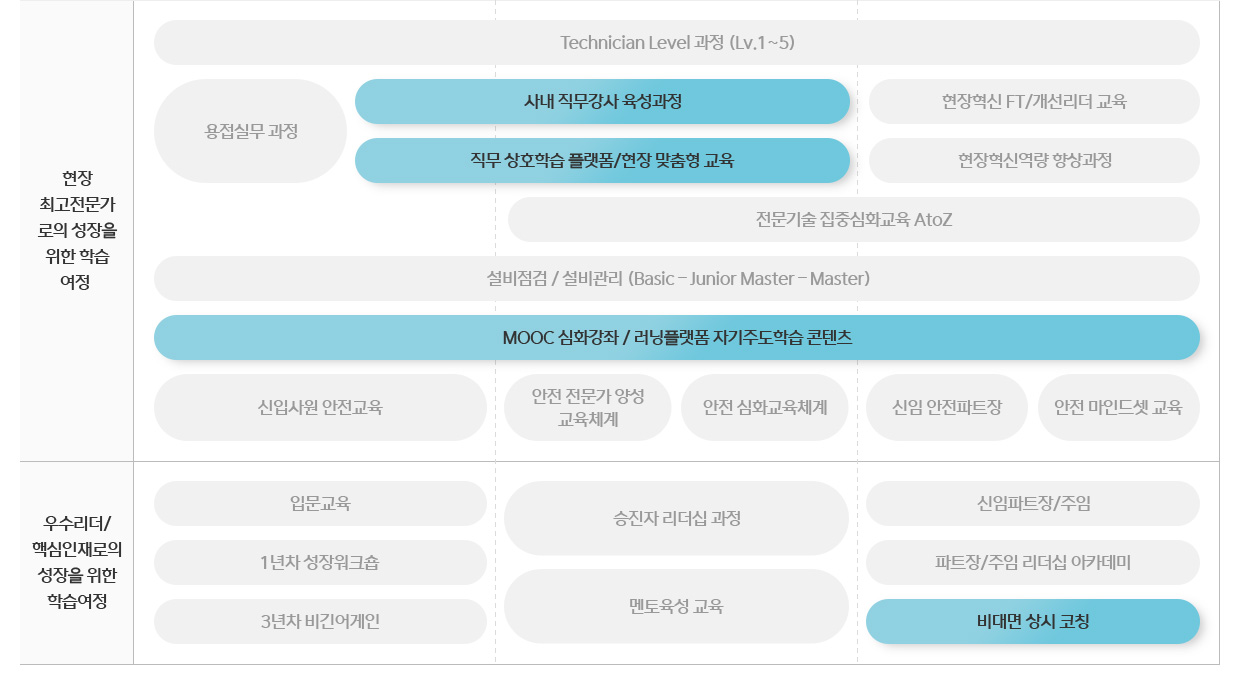 현장
최고전문가
로의 성장을
위한 학습
여정
Technician Level 과정 (Lv.1~5)
용접실무 과정
사내 직무강사 육성과정
현장혁신 FT/개선리더 교육
직무 상호학습 플랫폼/현장 맞춤형 교육
현장혁신역량 향상과정
전문기술 집중심화교육 AtoZ
설비점검 / 설비관리 (Basic – Junior Master – Master)
MOOC 심화강좌 / 러닝플랫폼 자기주도학습 콘텐츠
신입사원 안전교육
안전 전문가 양성
교육체계
안전 심화교육체계
신임 안전파트장
안전 마인드셋 교육
우수리더/
핵심인재로의
성장을 위한
학습여정
입문교육
1년차 성장워크숍
3년차 비긴어게인
승진자 리더십 과정
멘토육성 교육
신임파트장/주임
파트장/주임 리더십 아카데미
비대면 상시 코칭